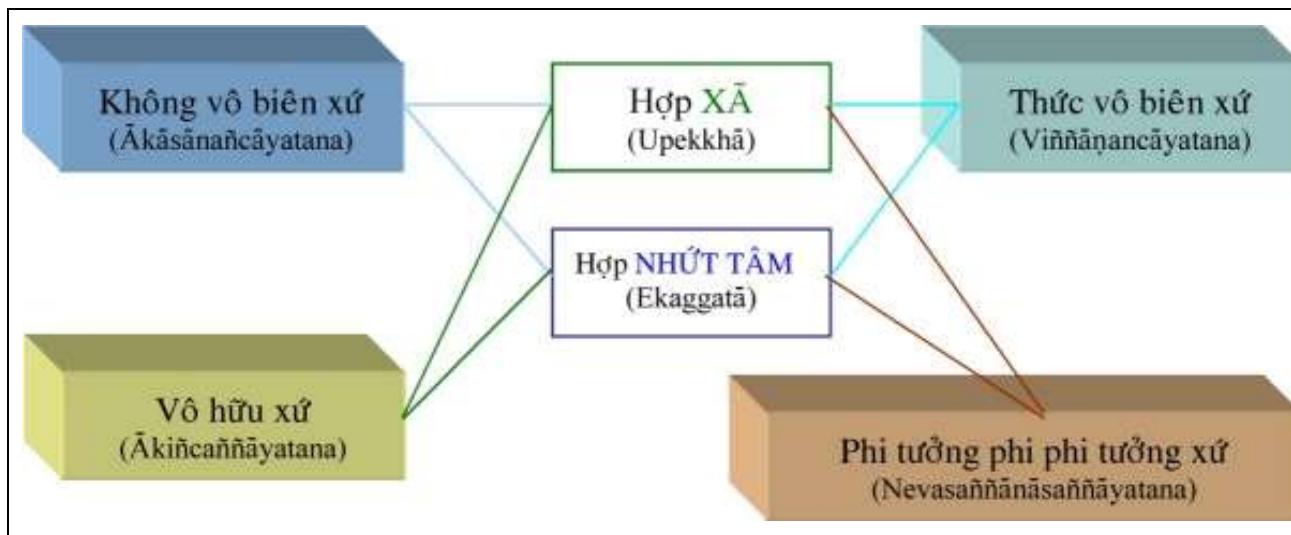 Không vô biên xứ
(Ākāsānañcāyatana)
Hợp XÃ
(Upekkhā)
Thức vô biên xứ
(Viññāṇancāyatana)
Hợp NHỨT TÂM
(Ekaggatā)
Vô hữu xứ
(Ākiñcaññāyatana)
Phi tưởng phi phi tưởng xứ
(Nevasaññānāsaññāyatana)